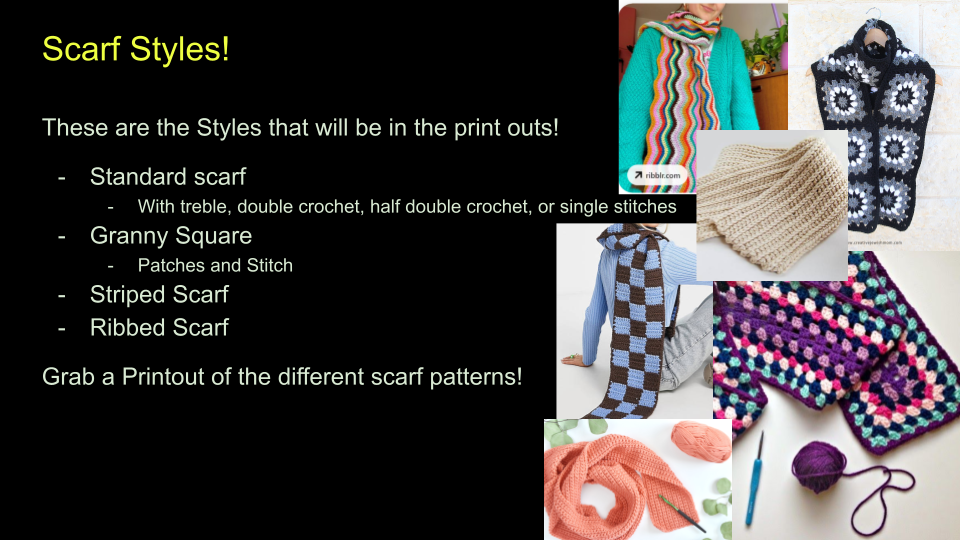 Scarf Styles!
These are the Styles that will be in the print outs!
- Standard scarf
- With treble, double crochet, half double crochet, or single stitches
- Granny Square
- Patches and Stitch
- Striped Scarf
- Ribbed Scarf
Grab a Printout of the different scarf patterns!
ribblr.com